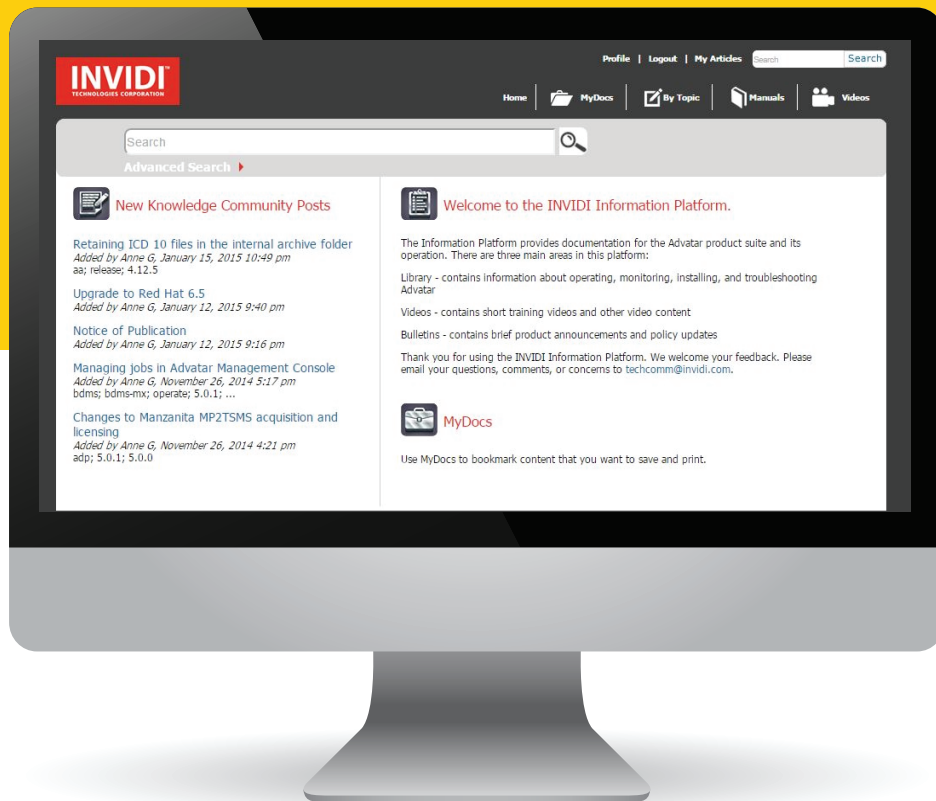 INVIDI™
TECHNOLOGIES CORPORATION
Profile | Logout | My Articles Search Search
Home MyDocs By Topic Manuals Videos
Search
Advanced Search
New Knowledge Community Posts
Retaining ICD 10 files in the internal archive folder
Added by Anne G, January 15, 2015 10:49 pm
aa; release; 4.12.5
Upgrade to Red Hat 6.5
Added by Anne G, January 12, 2015 9:40 pm
Notice of Publication
Added by Anne G, January 12, 2015 9:16 pm
Managing jobs in Advatar Management Console
Added by Anne G, November 26, 2014 5:17 pm
bdms; bdms-mx; operate; 5.0.1; ...
Changes to Manzanita MP2TSMS acquisition and
licensing
Added by Anne G, November 26, 2014 4:21 pm
adp; 5.0.1; 5.0.0
Welcome to the INVIDI Information Platform.
The Information Platform provides documentation for the Advatar product suite and its
operation. There are three main areas in this platform:
Library - contains information about operating, monitoring, installing, and troubleshooting
Advatar
Videos - contains short training videos and other video content
Bulletins - contains brief product announcements and policy updates
Thank you for using the INVIDI Information Platform. We welcome your feedback. Please
email your questions, comments, or concerns to techcomm@invidi.com.
MyDocs
Use MyDocs to bookmark content that you want to save and print.